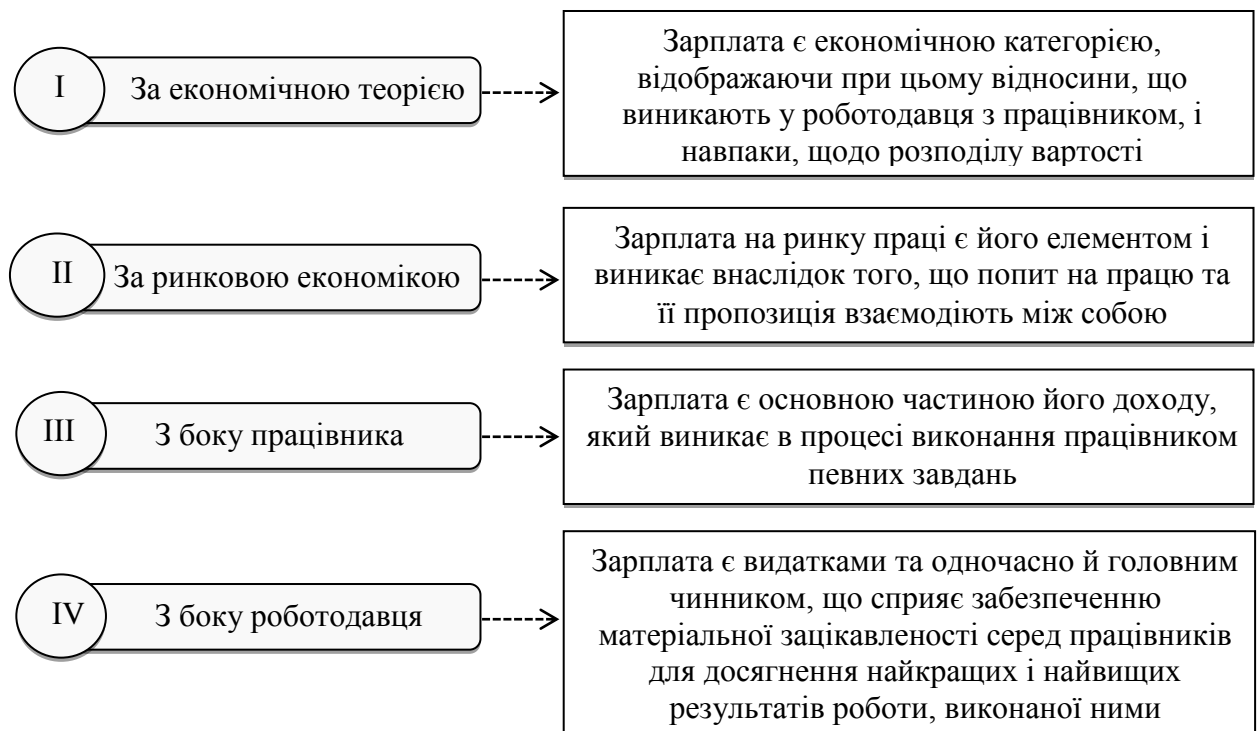 I
За економічною теорією
Зарплата є економічною категорією,
відображаючи при цьому відносини, що
виникають у роботодавця з працівником, і
навпаки, щодо розподілу вартості
II
За ринковою економікою
Зарплата на ринку праці є його елементом і
виникає внаслідок того, що попит на працю та
її пропозиція взаємодіють між собою
III
З боку працівника
Зарплата є основною частиною його доходу,
який виникає в процесі виконання працівником
певних завдань
IV
З боку роботодавця
Зарплата є видатками та одночасно й головним
чинником, що сприяє забезпеченню
матеріальної зацікавленості серед працівників
для досягнення найкращих і найвищих
результатів роботи, виконаної ними